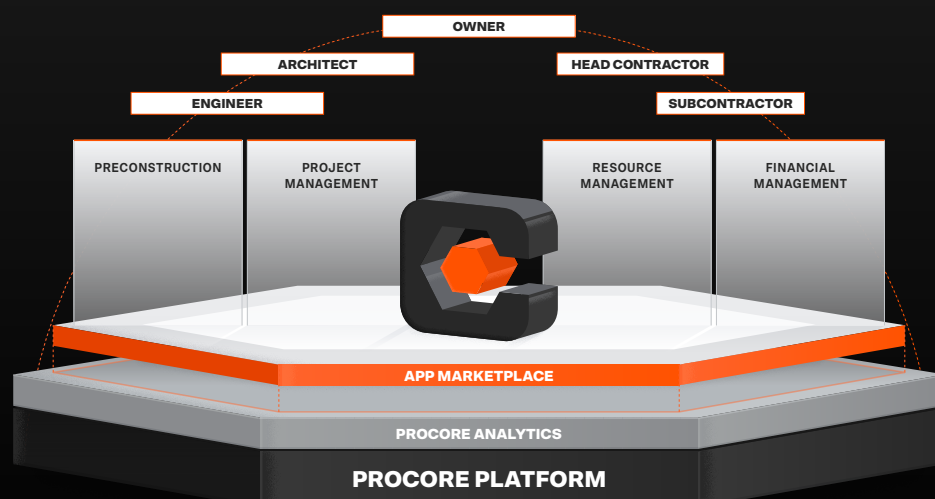 OWNER
ARCHITECT
HEAD CONTRACTOR
ENGINEER
SUBCONTRACTOR
PRECONSTRUCTION
PROJECT
MANAGEMENT
RESOURCE
MANAGEMENT
FINANCIAL
MANAGEMENT
APP MARKETPLACE
PROCORE ANALYTICS
PROCORE PLATFORM